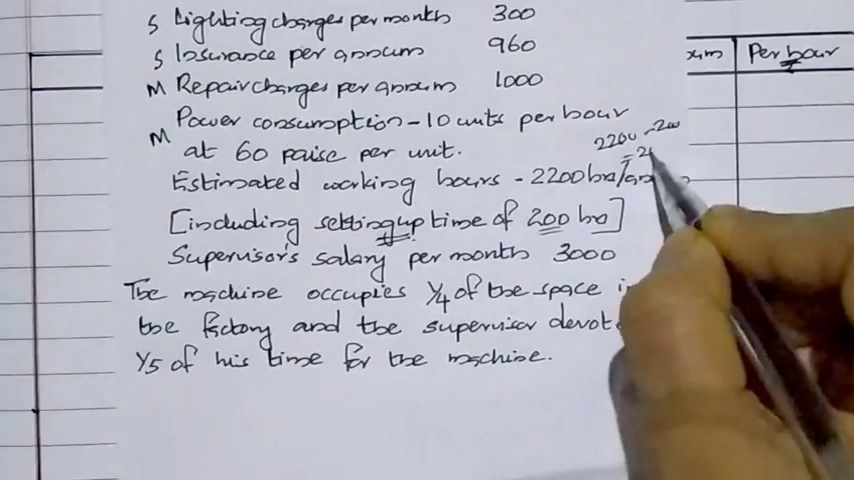 S Lighting charges per month 300
S Insurance per annum 960
M Repair charges per annum 1000
M Power consumption - 10 units per hour
at 60 paise per unit.
2200 - 200
= 2
Estimated working hours - 2200 hrs/
[including setting up time of 200 hrs]
Supervisor's salary per month 3000
The machine occupies 1/4 of the space
the factory and the supervisor
1/5 of his time for the machine.
Per hour